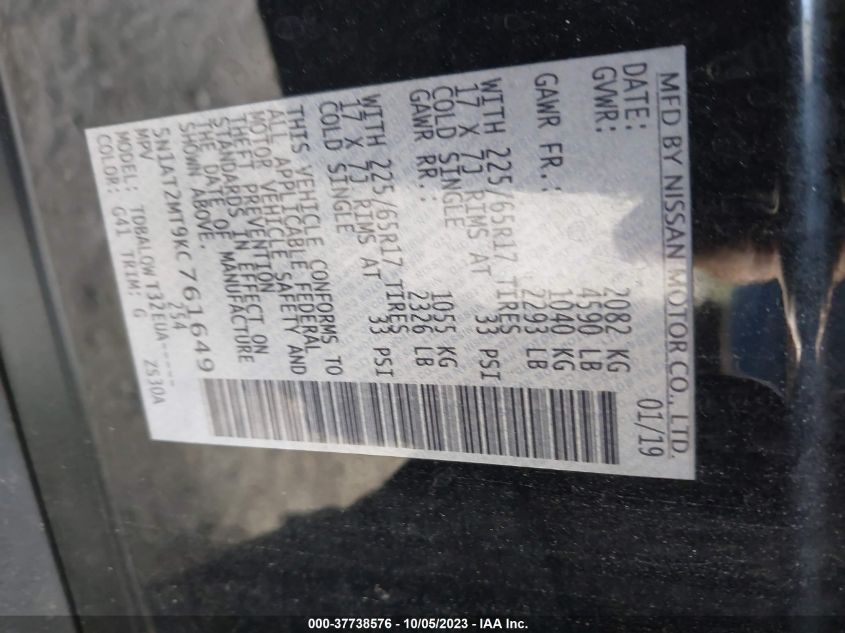 MFD BY NISSAN MOTOR CO., LTD.
DATE: 01/19
GVWR: 2082 KG
4590 LB
GAWR FR.: 1040 KG
2293 LB
WITH 225/65R17 TIRES
17 X 7J RIMS AT 33 PSI
COLD SINGLE
GAWR RR.: 1055 KG
2326 LB
WITH 225/65R17 TIRES
17 X 7J RIMS AT 33 PSI
COLD SINGLE
THIS VEHICLE CONFORMS TO
ALL APPLICABLE FEDERAL
MOTOR VEHICLE SAFETY AND
THEFT PREVENTION
STANDARDS IN EFFECT ON
THE DATE OF MANUFACTURE
SHOWN ABOVE.
5N1AT2MT9KC761649
MPV 254
MODEL: TDBALQWT32EUA-----
COLOR: G41 TRIM: G ZS30A
000-37738576 - 10/05/2023 - IAA Inc.